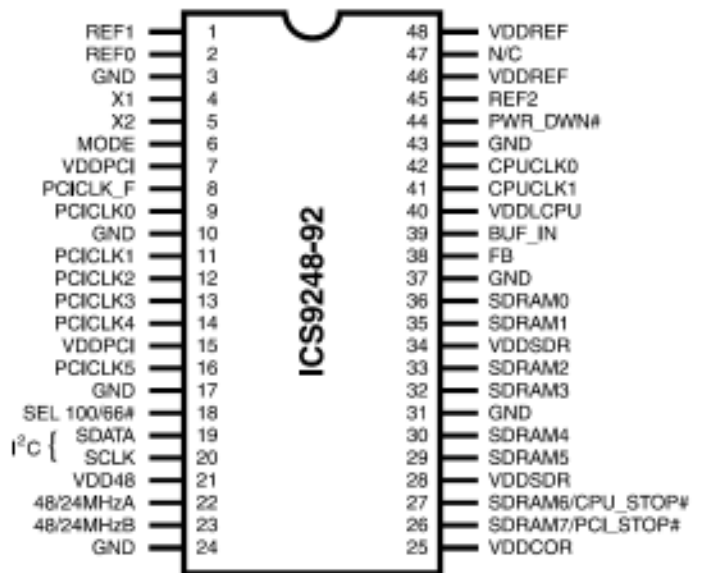 REF1 1 48 VDDREF
REF0 2 47 N/C
GND 3 46 VDDREF
X1 4 45 REF2
X2 5 44 PWR_DWN#
MODE 6 43 GND
VDDPCI 7 42 CPUCLK0
PCICLK_F 8 41 CPUCLK1
PCICLK0 9 40 VDDLCPU
GND 10 39 BUF_IN
PCICLK1 11 38 FB
PCICLK2 12 37 GND
PCICLK3 13 36 SDRAM0
PCICLK4 14 35 SDRAM1
VDDPCI 15 34 VDDSDR
PCICLK5 16 33 SDRAM2
GND 17 32 SDRAM3
SEL 100/66# 18 31 GND
I²C { SDATA 19 30 SDRAM4
SCLK 20 29 SDRAM5
VDD48 21 28 VDDSDR
48/24MHzA 22 27 SDRAM6/CPU_STOP#
48/24MHzB 23 26 SDRAM7/PCI_STOP#
GND 24 25 VDDCOR
ICS9248-92